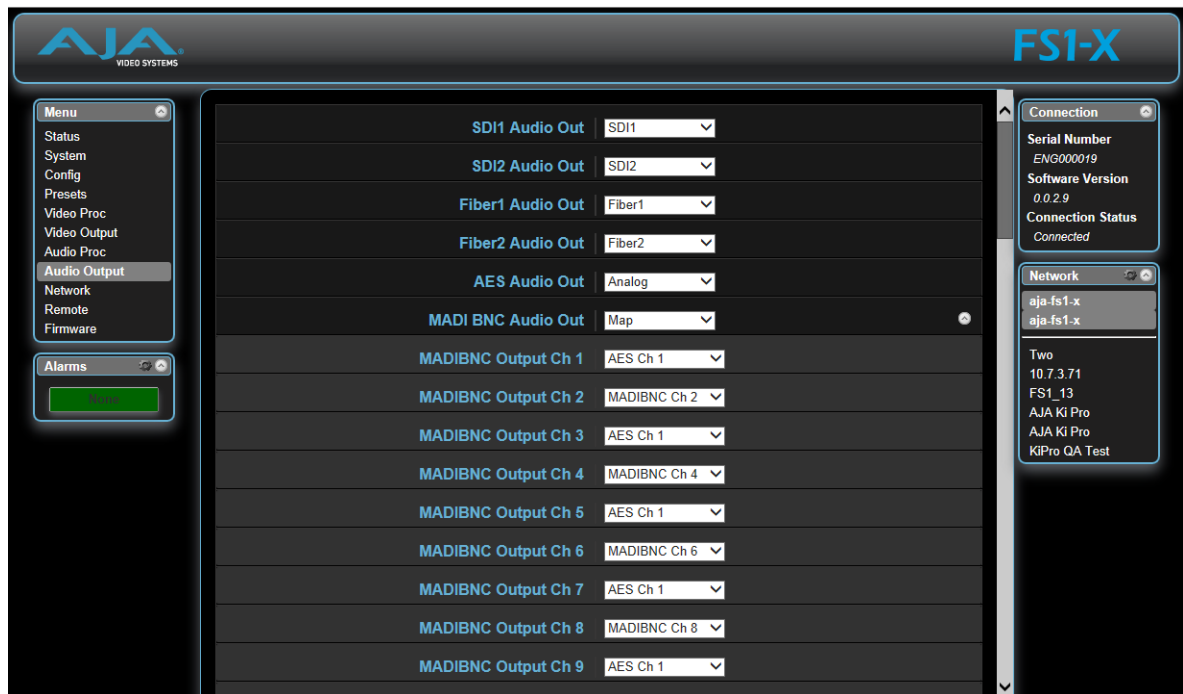 AJA
VIDEO SYSTEMS
FS1-X
Menu
Status
System
Config
Presets
Video Proc
Video Output
Audio Proc
Audio Output
Network
Remote
Firmware
Alarms
None
SDI1 Audio Out SDI1
SDI2 Audio Out SDI2
Fiber1 Audio Out Fiber1
Fiber2 Audio Out Fiber2
AES Audio Out Analog
MADI BNC Audio Out Map
MADIBNC Output Ch 1 AES Ch 1
MADIBNC Output Ch 2 MADIBNC Ch 2
MADIBNC Output Ch 3 AES Ch 1
MADIBNC Output Ch 4 MADIBNC Ch 4
MADIBNC Output Ch 5 AES Ch 1
MADIBNC Output Ch 6 MADIBNC Ch 6
MADIBNC Output Ch 7 AES Ch 1
MADIBNC Output Ch 8 MADIBNC Ch 8
MADIBNC Output Ch 9 AES Ch 1
Connection
Serial Number
ENG000019
Software Version
0.0.2.9
Connection Status
Connected
Network
aja-fs1-x
aja-fs1-x
Two
10.7.3.71
FS1_13
AJA Ki Pro
AJA Ki Pro
KiPro QA Test